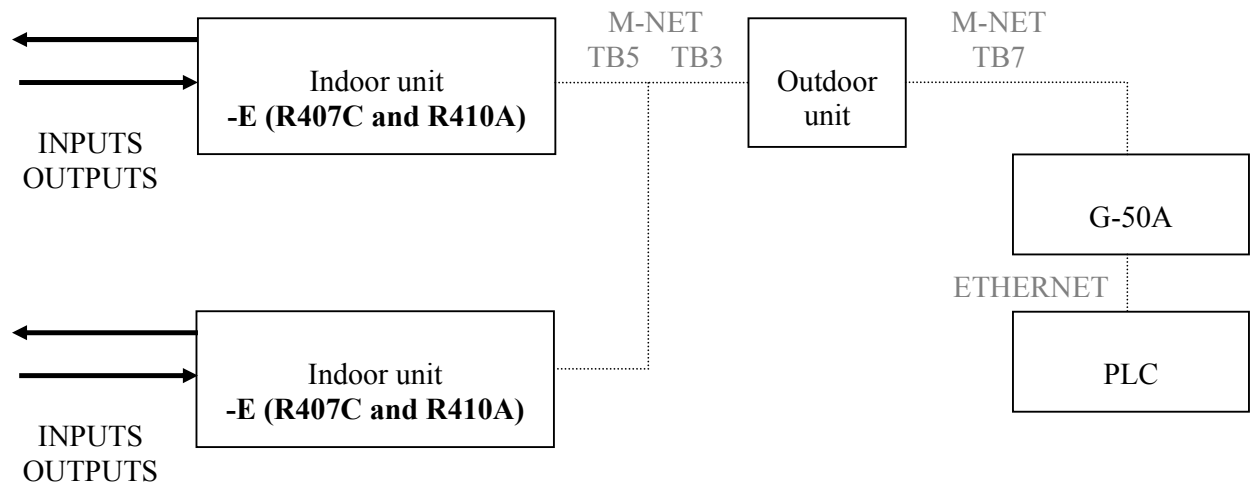 M-NET
TB5 TB3
M-NET
TB7
Indoor unit
-E (R407C and R410A)
Outdoor
unit
INPUTS
OUTPUTS
G-50A
ETHERNET
PLC
Indoor unit
-E (R407C and R410A)
INPUTS
OUTPUTS